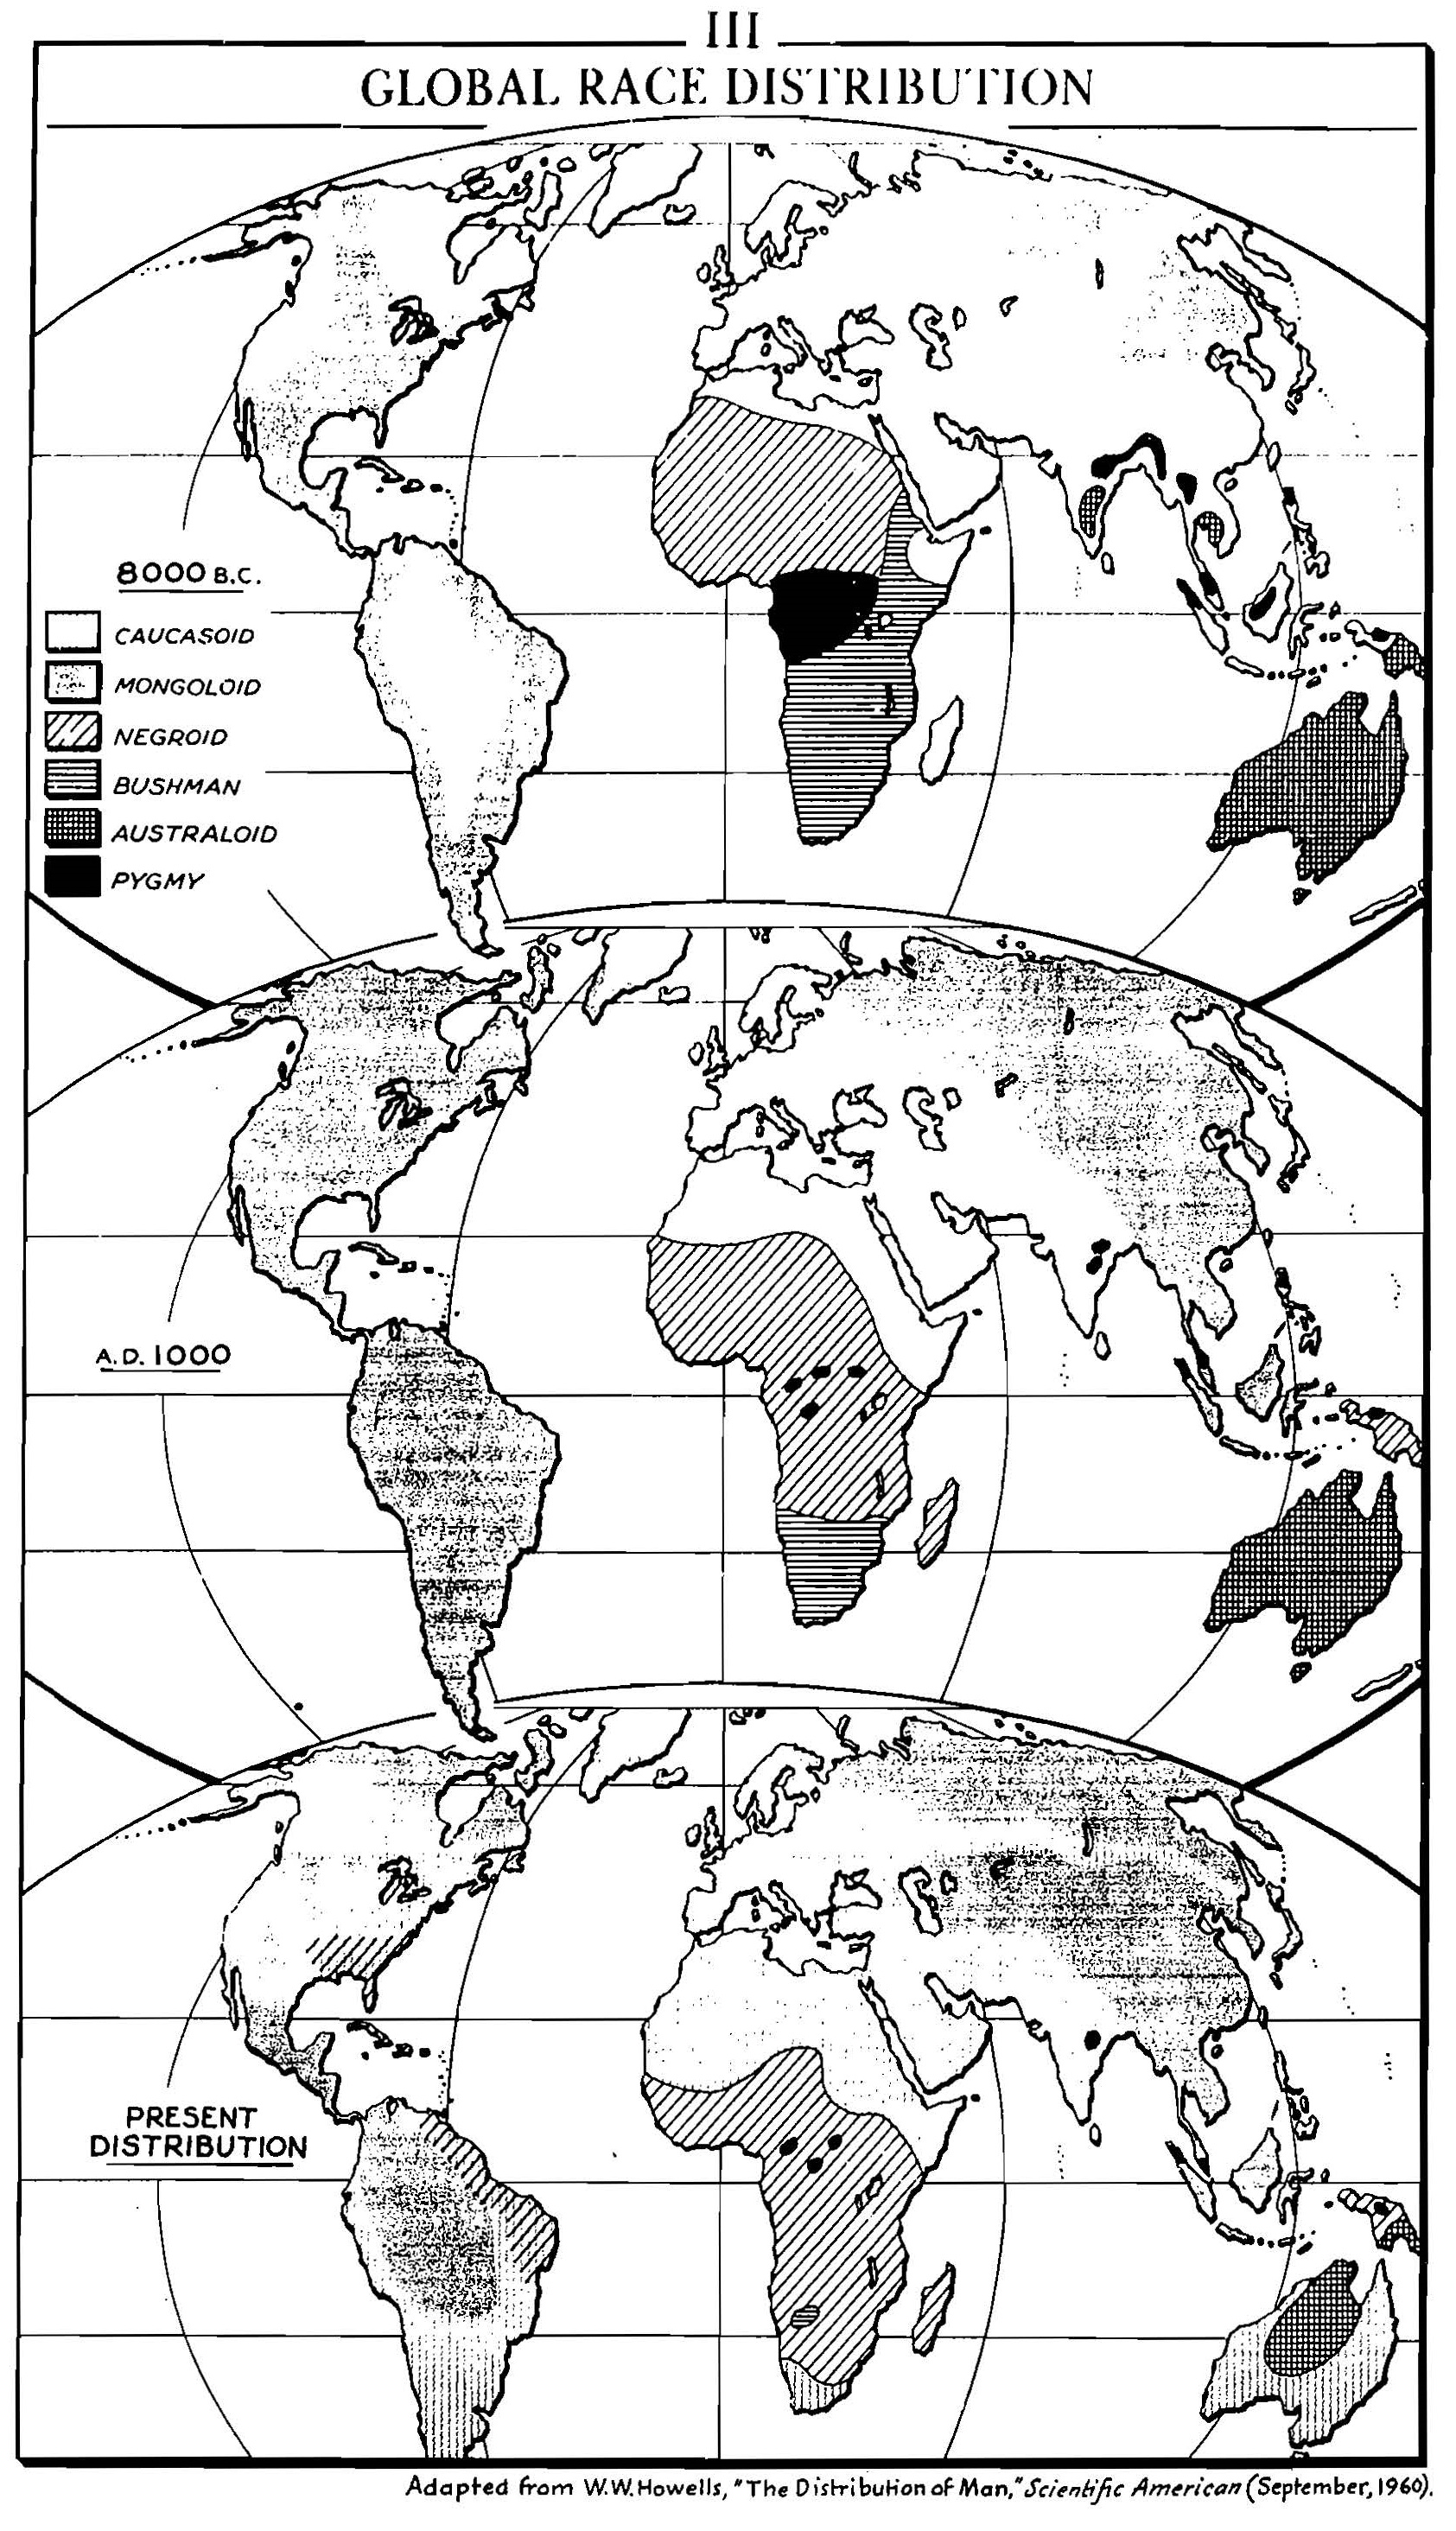 III
GLOBAL RACE DISTRIBUTION
8000 B.C.
CAUCASOID
MONGOLOID
NEGROID
BUSHMAN
AUSTRALOID
PYGMY
A.D. 1000
PRESENT
DISTRIBUTION
Adapted from W.W. Howells, "The Distribution of Man," Scientific American (September, 1960).